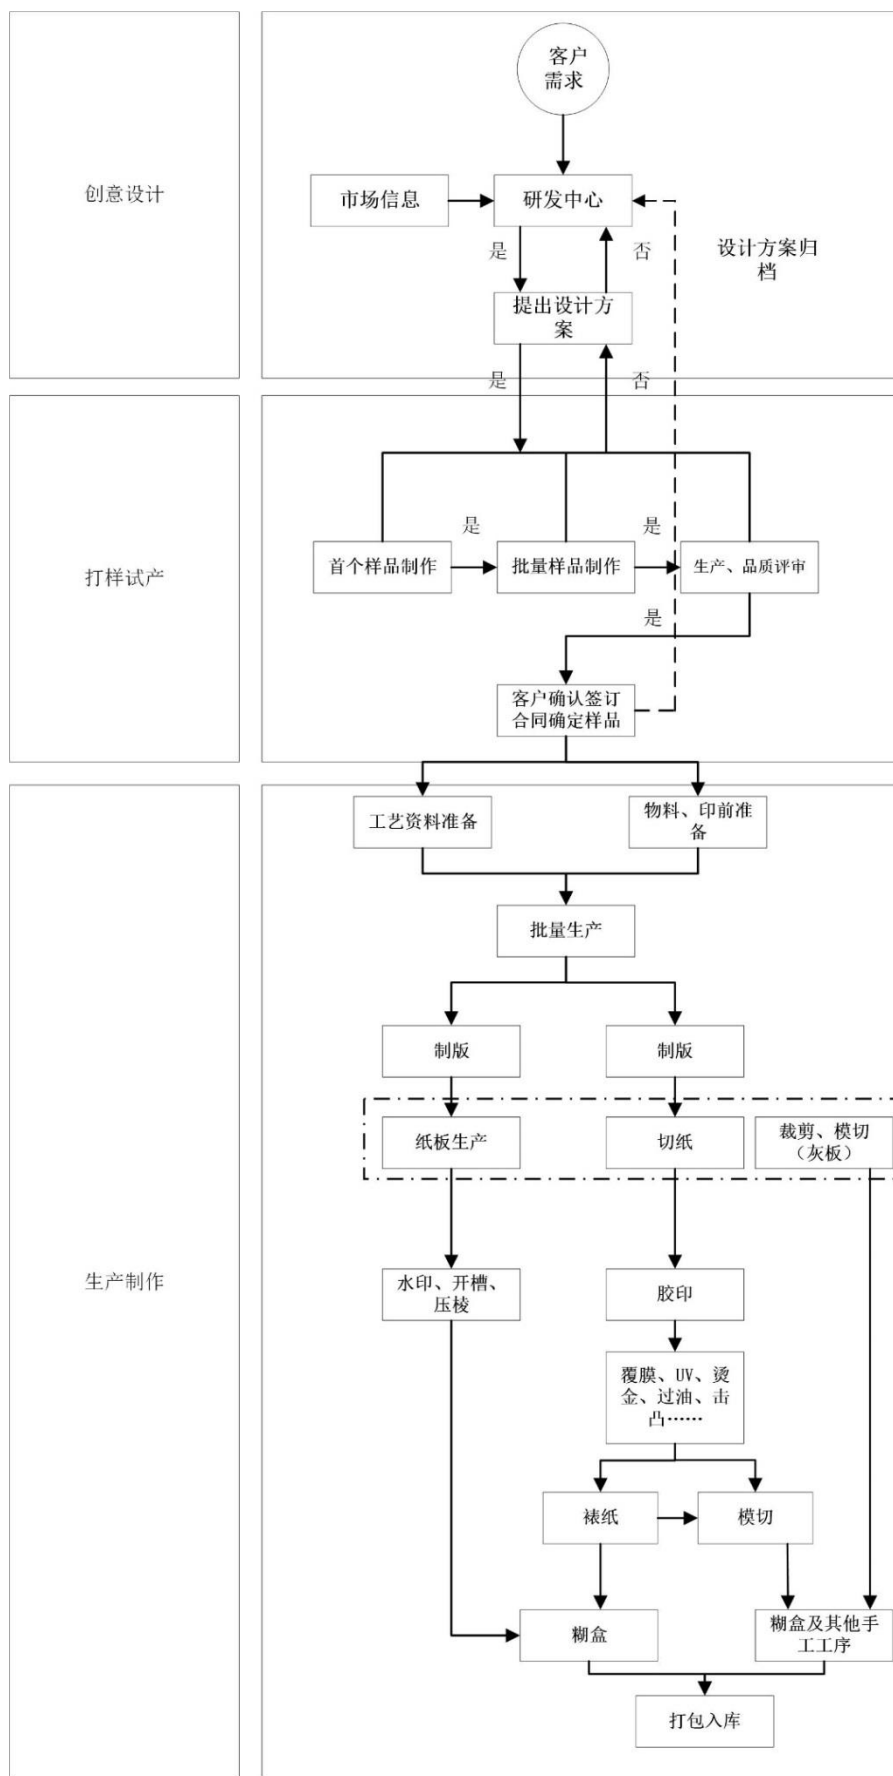 创意设计
客户
需求
市场信息
研发中心
设计方案归
档
是
否
提出设计方
案
是
否
打样试产
是
是
首个样品制作
批量样品制作
生产、品质评审
是
客户确认签订
合同确定样品
生产制作
工艺资料准备
物料、印前准
备
批量生产
制版
制版
纸板生产
切纸
裁剪、模切
（灰板）
水印、开槽、
压棱
胶印
覆膜、UV、烫
金、过油、击
凸……
裱纸
模切
糊盒
糊盒及其他手
工工序
打包入库